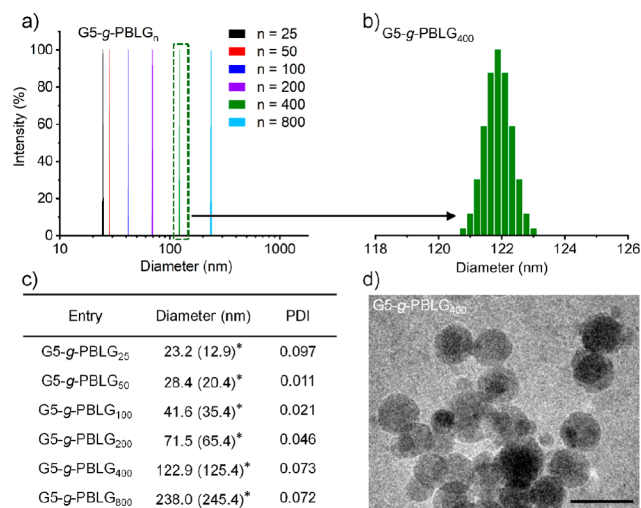 a)
G5-g-PBLGn
n = 25
n = 50
n = 100
n = 200
n = 400
n = 800
Intensity (%)
100
80
60
40
20
0
10
100
1000
Diameter (nm)
b)
G5-g-PBLG400
118
120
122
124
126
Diameter (nm)
c)
Entry Diameter (nm) PDI
G5-g-PBLG25 23.2 (12.9)* 0.097
G5-g-PBLG50 28.4 (20.4)* 0.011
G5-g-PBLG100 41.6 (35.4)* 0.021
G5-g-PBLG200 71.5 (65.4)* 0.046
G5-g-PBLG400 122.9 (125.4)* 0.073
G5-g-PBLG800 238.0 (245.4)* 0.072
d)
G5-g-PBLG400